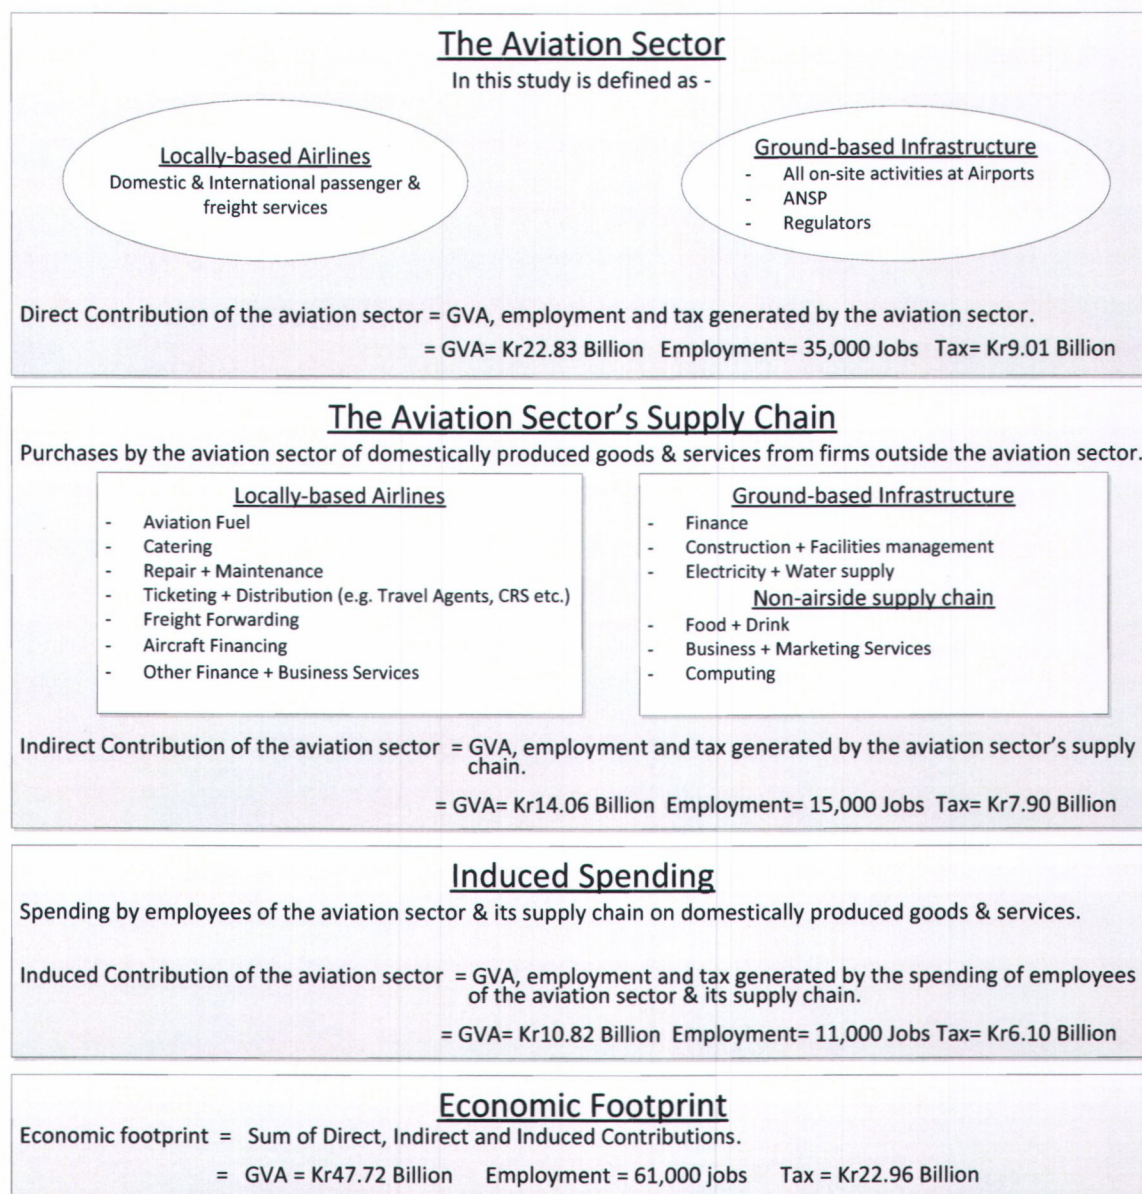 The Aviation Sector
In this study is defined as -
Locally-based Airlines
Domestic & International passenger &
freight services
Ground-based Infrastructure
- All on-site activities at Airports
- ANSP
- Regulators
Direct Contribution of the aviation sector = GVA, employment and tax generated by the aviation sector.
= GVA= Kr22.83 Billion Employment= 35,000 Jobs Tax= Kr9.01 Billion
The Aviation Sector's Supply Chain
Purchases by the aviation sector of domestically produced goods & services from firms outside the aviation sector.
Locally-based Airlines
- Aviation Fuel
- Catering
- Repair + Maintenance
- Ticketing + Distribution (e.g. Travel Agents, CRS etc.)
- Freight Forwarding
- Aircraft Financing
- Other Finance + Business Services
Ground-based Infrastructure
- Finance
- Construction + Facilities management
- Electricity + Water supply
Non-airside supply chain
- Food + Drink
- Business + Marketing Services
- Computing
Indirect Contribution of the aviation sector = GVA, employment and tax generated by the aviation sector's supply
chain.
= GVA= Kr14.06 Billion Employment= 15,000 Jobs Tax= Kr7.90 Billion
Induced Spending
Spending by employees of the aviation sector & its supply chain on domestically produced goods & services.
Induced Contribution of the aviation sector = GVA, employment and tax generated by the spending of employees
of the aviation sector & its supply chain.
= GVA= Kr10.82 Billion Employment= 11,000 Jobs Tax= Kr6.10 Billion
Economic Footprint
Economic footprint = Sum of Direct, Indirect and Induced Contributions.
= GVA = Kr47.72 Billion Employment = 61,000 jobs Tax = Kr22.96 Billion